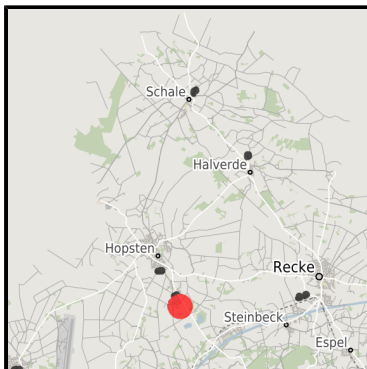 Schale
Halverde
Hopsten
Recke
Steinbeck
Espel